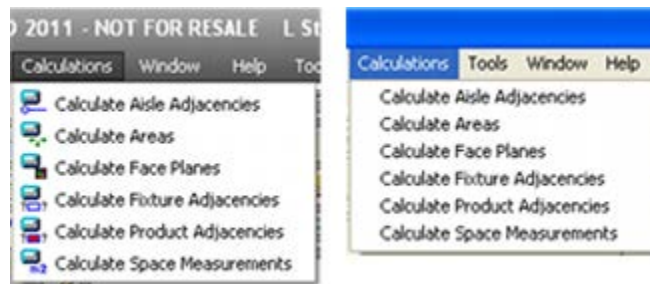 2011 - NOT FOR RESALE L St
Calculations Window Help Too
Calculate Aisle Adjacencies
Calculate Areas
Calculate Face Planes
Calculate Fixture Adjacencies
Calculate Product Adjacencies
Calculate Space Measurements
Calculations Tools Window Help
Calculate Aisle Adjacencies
Calculate Areas
Calculate Face Planes
Calculate Fixture Adjacencies
Calculate Product Adjacencies
Calculate Space Measurements